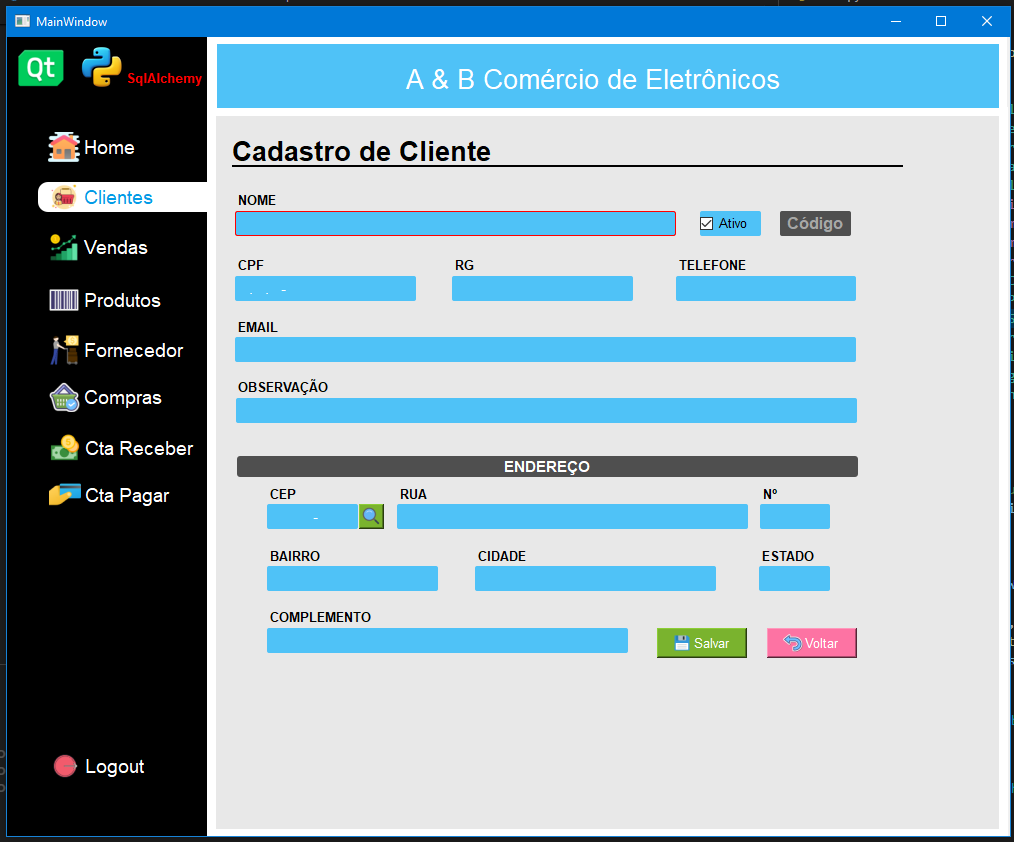 MainWindow
Qt
SqlAlchemy
A & B Comércio de Eletrônicos
Home
Clientes
Vendas
Produtos
Fornecedor
Compras
Cta Receber
Cta Pagar
Logout
Cadastro de Cliente
NOME
Ativo
Código
CPF
RG
TELEFONE
. . -
EMAIL
OBSERVAÇÃO
ENDEREÇO
CEP
RUA
Nº
-
BAIRRO
CIDADE
ESTADO
COMPLEMENTO
Salvar
Voltar